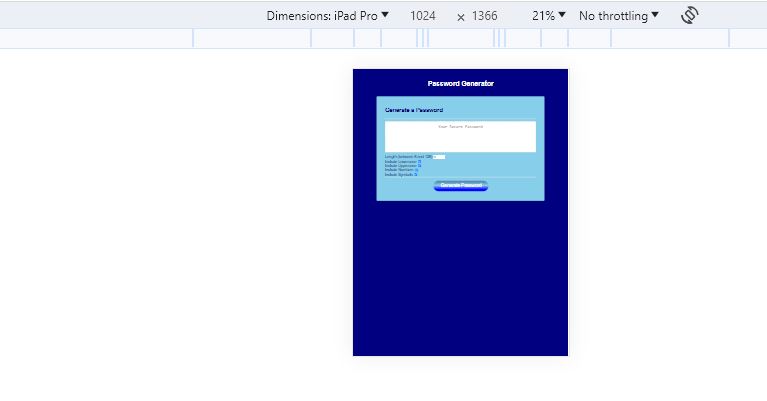 Dimensions: iPad Pro 1024 × 1366 21% No throttling
Password Generator
Generate a Password
Your Secure Password
Length (between 8 and 128)
Include Lowercase
Include Uppercase
Include Numbers
Include Symbols
Generate Password